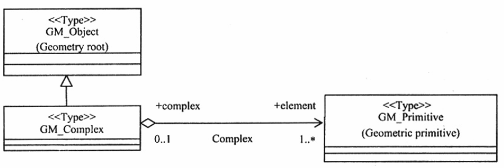 <<Type>>
GM_Object
(Geometry root)
<<Type>>
GM_Complex
+complex
+element
0..1
Complex
1..*
<<Type>>
GM_Primitive
(Geometric primitive)